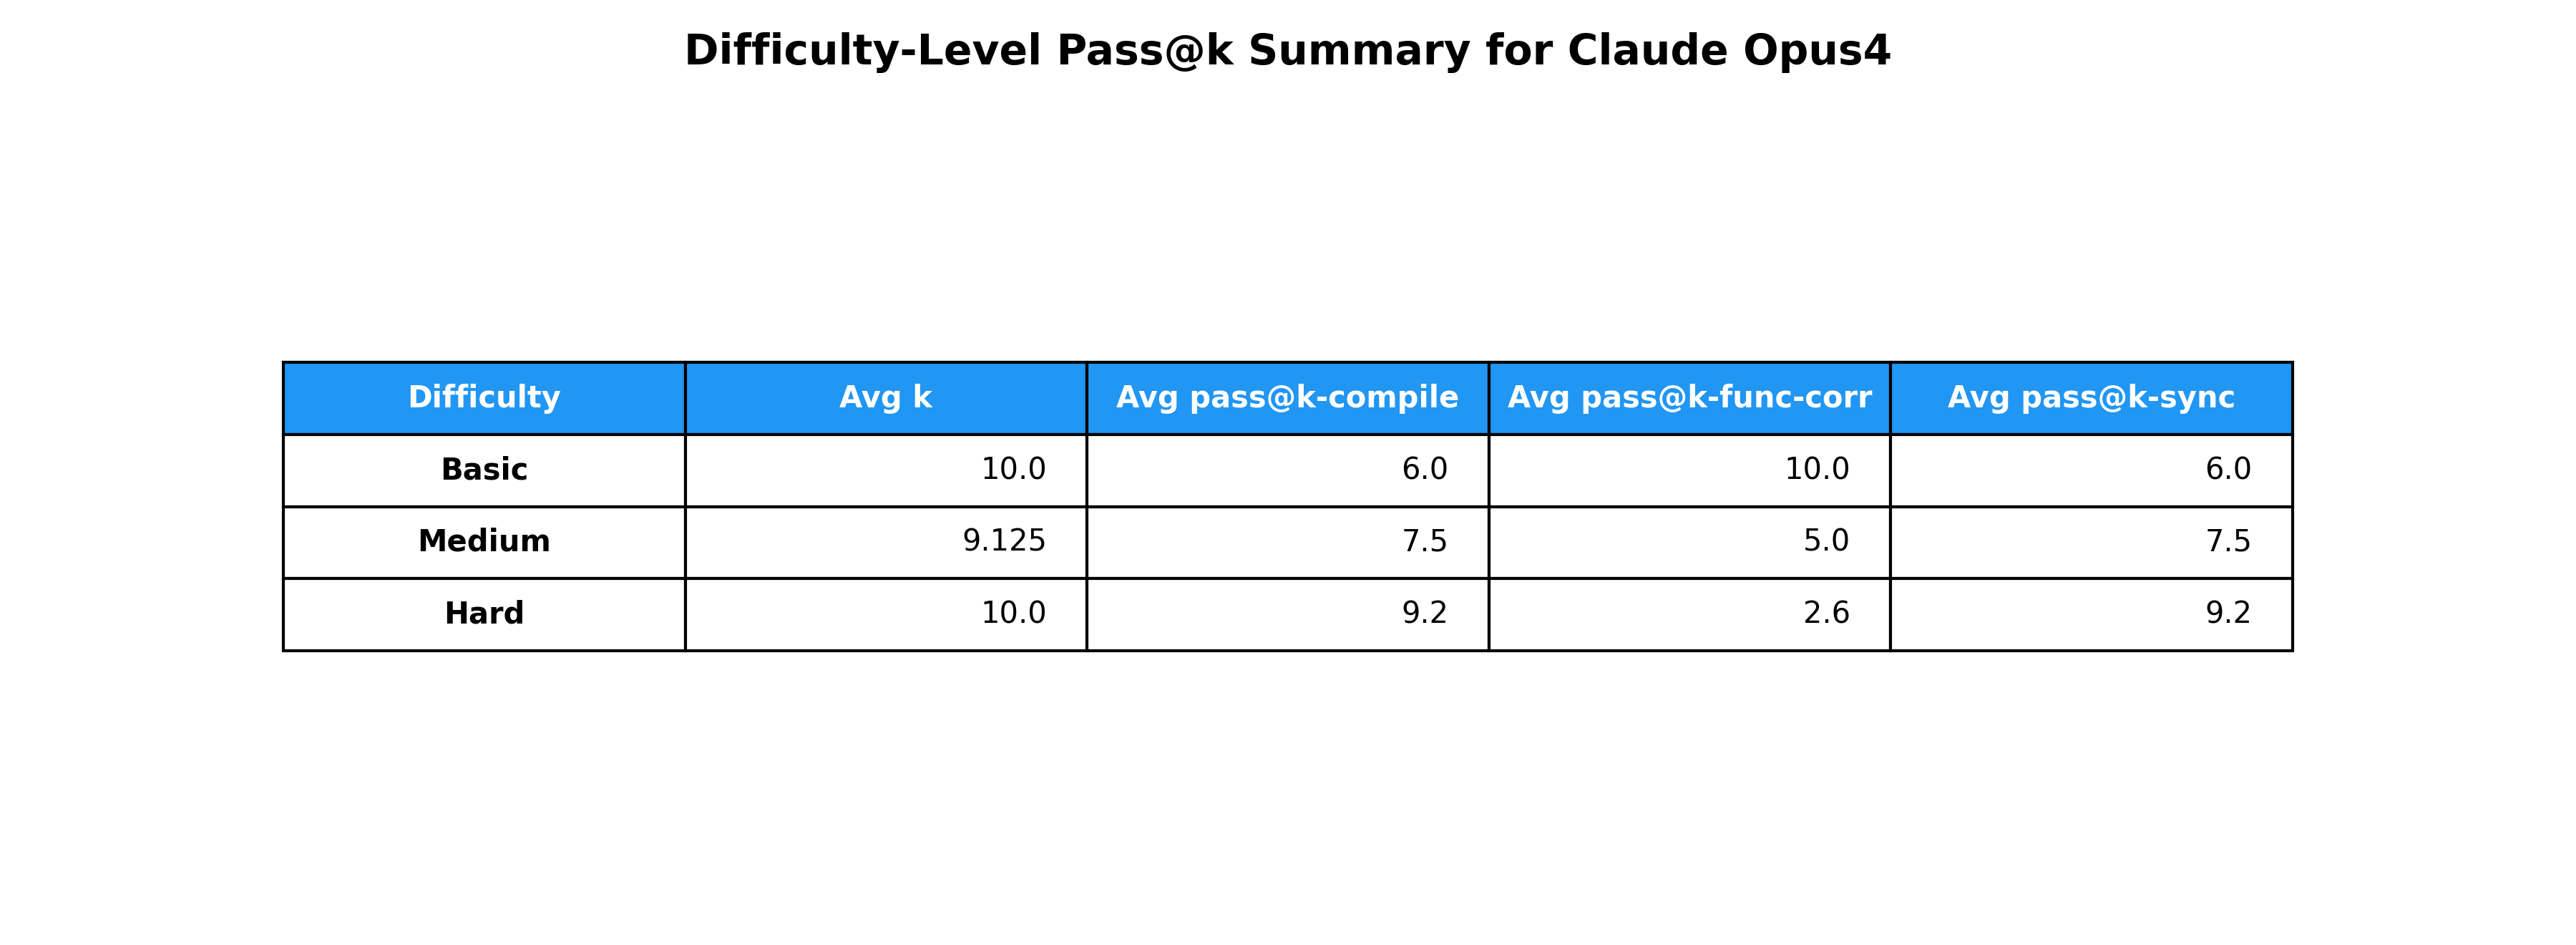 Difficulty-Level Pass@k Summary for Claude Opus4
Difficulty Avg k Avg pass@k-compile Avg pass@k-func-corr Avg pass@k-sync
Basic 10.0 6.0 10.0 6.0
Medium 9.125 7.5 5.0 7.5
Hard 10.0 9.2 2.6 9.2